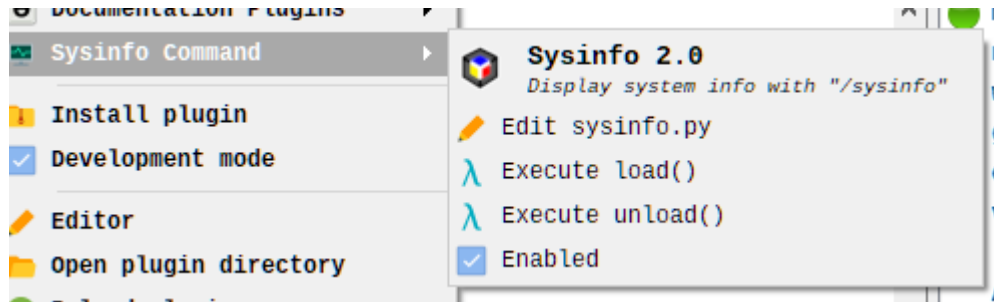 Documentation Plugins
Sysinfo Command
Install plugin
Development mode
Editor
Open plugin directory
Sysinfo 2.0
Display system info with "/sysinfo"
Edit sysinfo.py
Execute load()
Execute unload()
Enabled